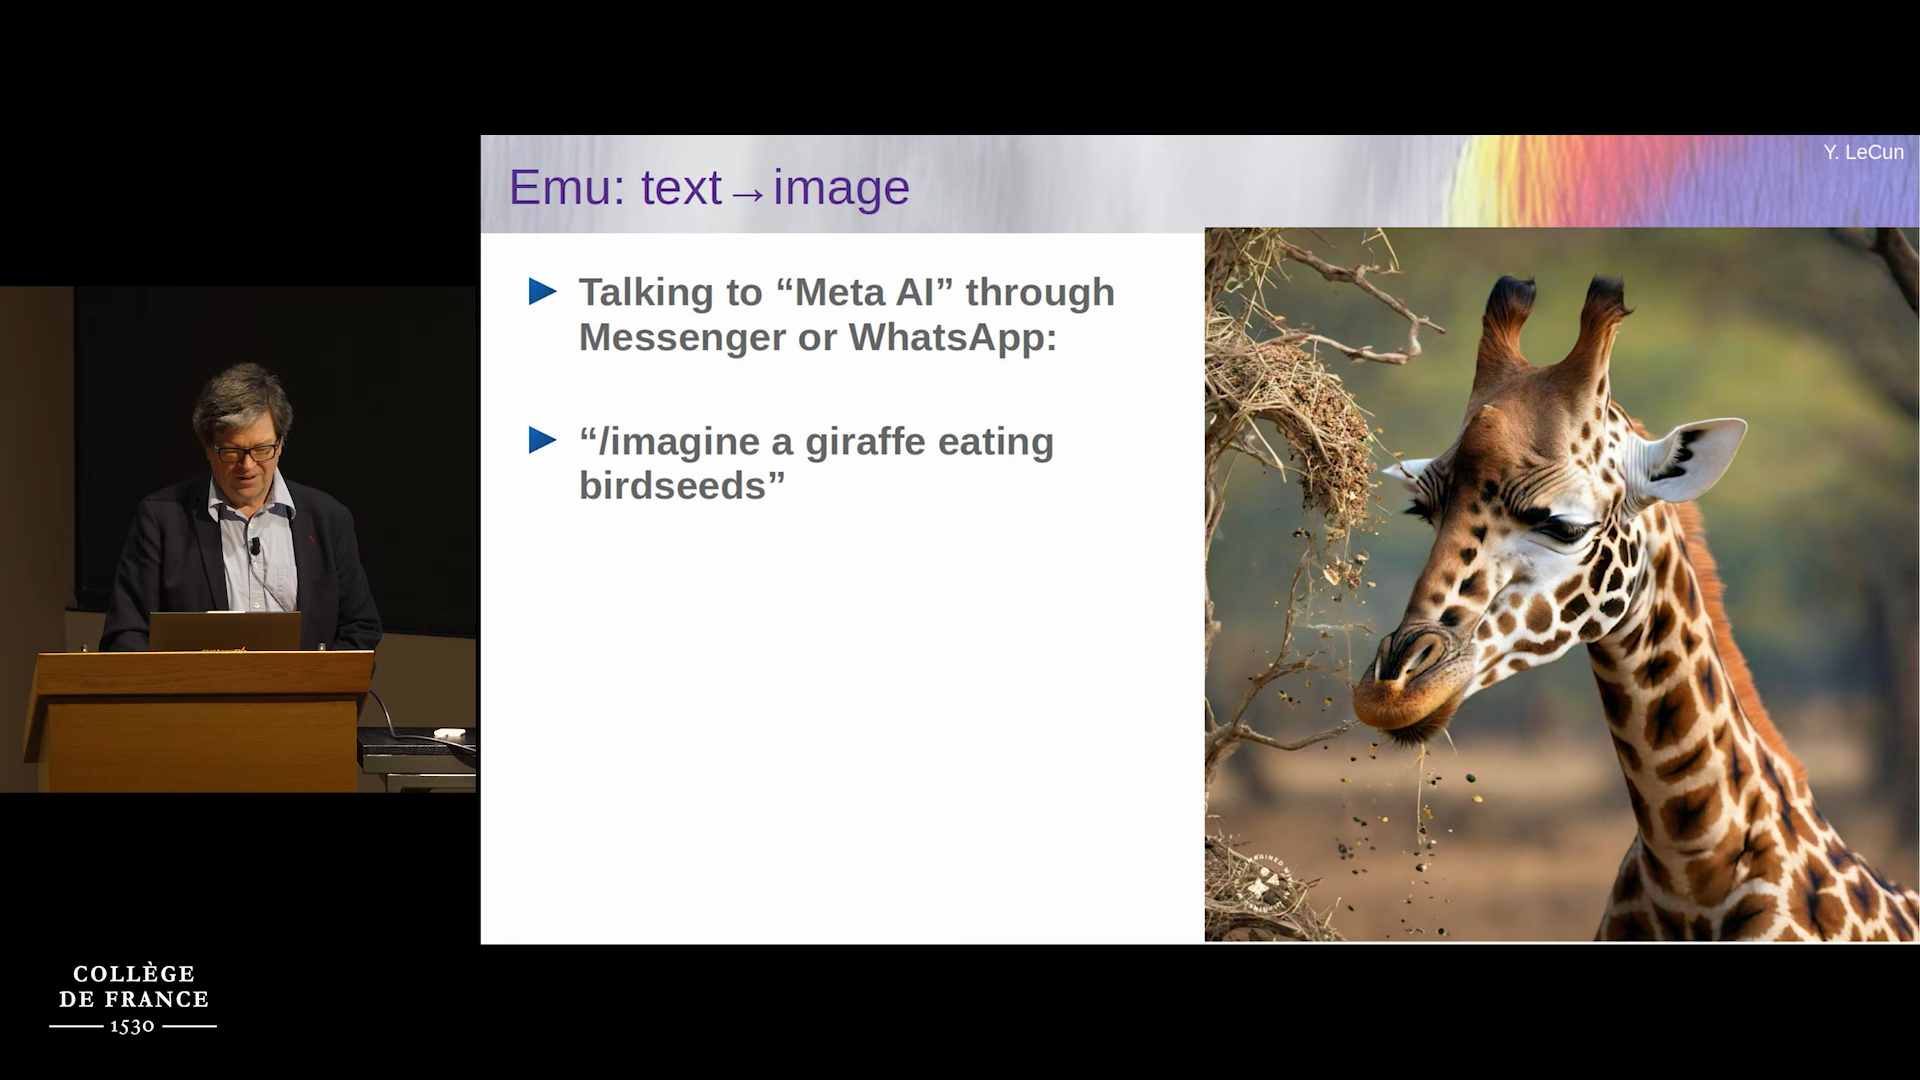 Y. LeCun
Emu: text→image
Talking to “Meta AI” through
Messenger or WhatsApp:
“/imagine a giraffe eating
birdseeds”
COLLÈGE
DE FRANCE
1530